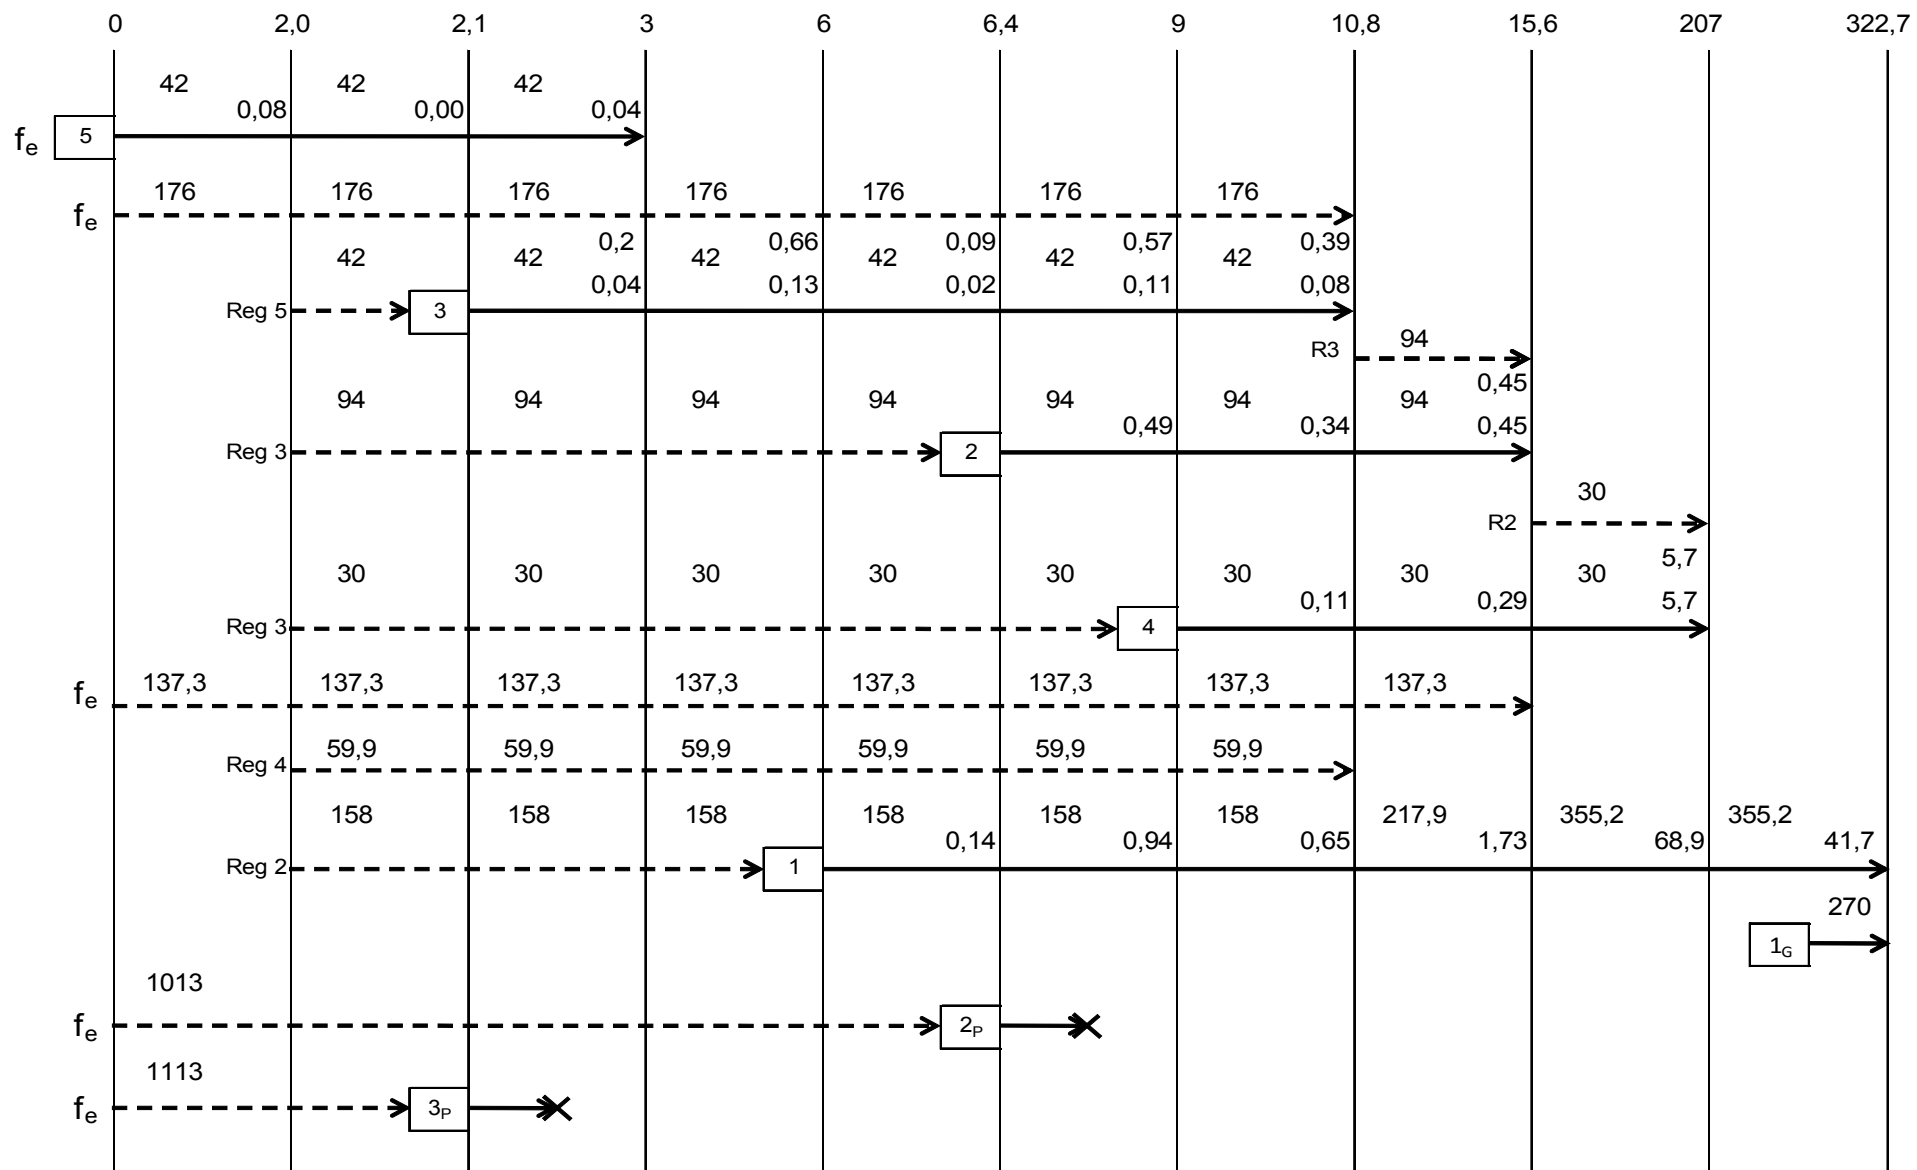 0 2,0 2,1 3 6 6,4 9 10,8 15,6 207 322,7
42 42 42
0,08 0,00 0,04
fe 5
176 176 176 176 176 176 176
fe
0,2 0,66 0,09 0,57 0,39
42 42 42 42 42 42
0,04 0,13 0,02 0,11 0,08
Reg 5 3
R3 94
0,45
94 94 94 94 94 94 94
0,49 0,34 0,45
Reg 3 2
30
R2
5,7
30 30 30 30 30 30 30 30
0,11 0,29 5,7
Reg 3 4
137,3 137,3 137,3 137,3 137,3 137,3 137,3 137,3
fe
59,9 59,9 59,9 59,9 59,9 59,9
Reg 4
158 158 158 158 158 158 217,9 355,2 355,2
0,14 0,94 0,65 1,73 68,9 41,7
Reg 2 1
270
1G
1013
fe 2P
1113
fe 3P